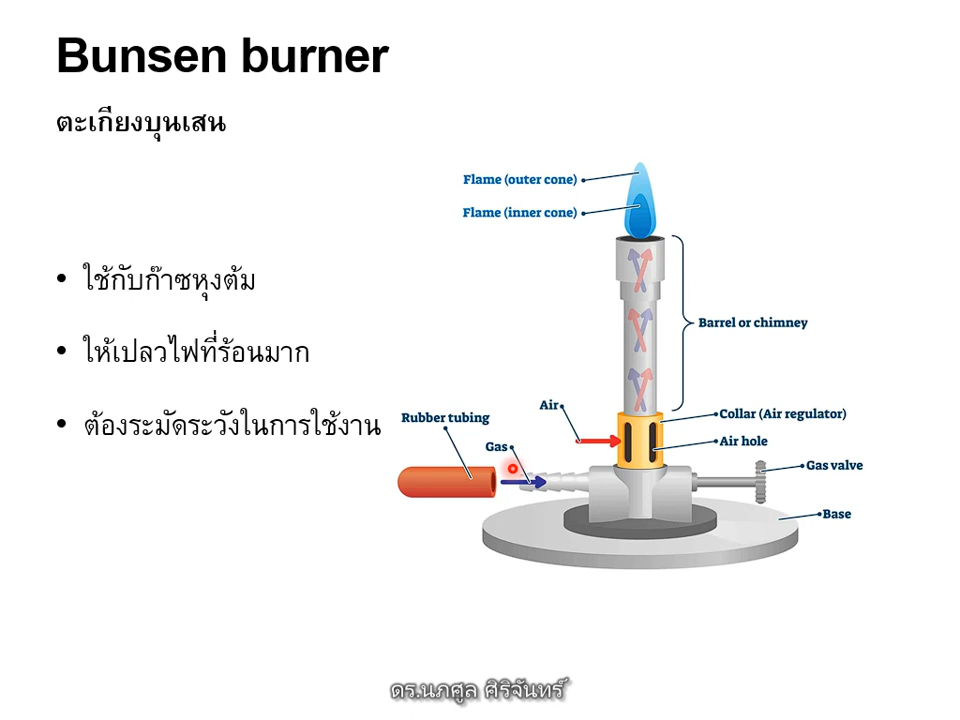 Bunsen burner
ตะเกียงบุนเสน
• ใช้กับก๊าซหุงต้ม
• ให้เปลวไฟที่ร้อนมาก
• ต้องระมัดระวังในการใช้งาน
Flame (outer cone)
Flame (inner cone)
Barrel or chimney
Air
Collar (Air regulator)
Rubber tubing
Air hole
Gas
Gas valve
Base
ดร.นภศูล ศิริจันทร์